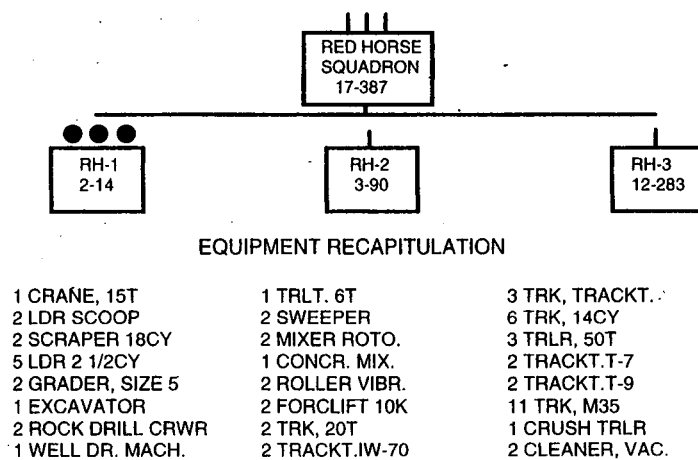 RED HORSE
SQUADRON
17-387
RH-1
2-14
RH-2
3-90
RH-3
12-283
EQUIPMENT RECAPITULATION
1 CRANE, 15T
2 LDR SCOOP
2 SCRAPER 18CY
5 LDR 2 1/2CY
2 GRADER, SIZE 5
1 EXCAVATOR
2 ROCK DRILL CRWR
1 WELL DR. MACH.
1 TRLT. 6T
2 SWEEPER
2 MIXER ROTO.
1 CONCR. MIX.
2 ROLLER VIBR.
2 FORCLIFT 10K
2 TRK, 20T
2 TRACKT.IW-70
3 TRK, TRACKT.
6 TRK, 14CY
3 TRLR, 50T
2 TRACKT.T-7
2 TRACKT.T-9
11 TRK, M35
1 CRUSH TRLR
2 CLEANER, VAC.